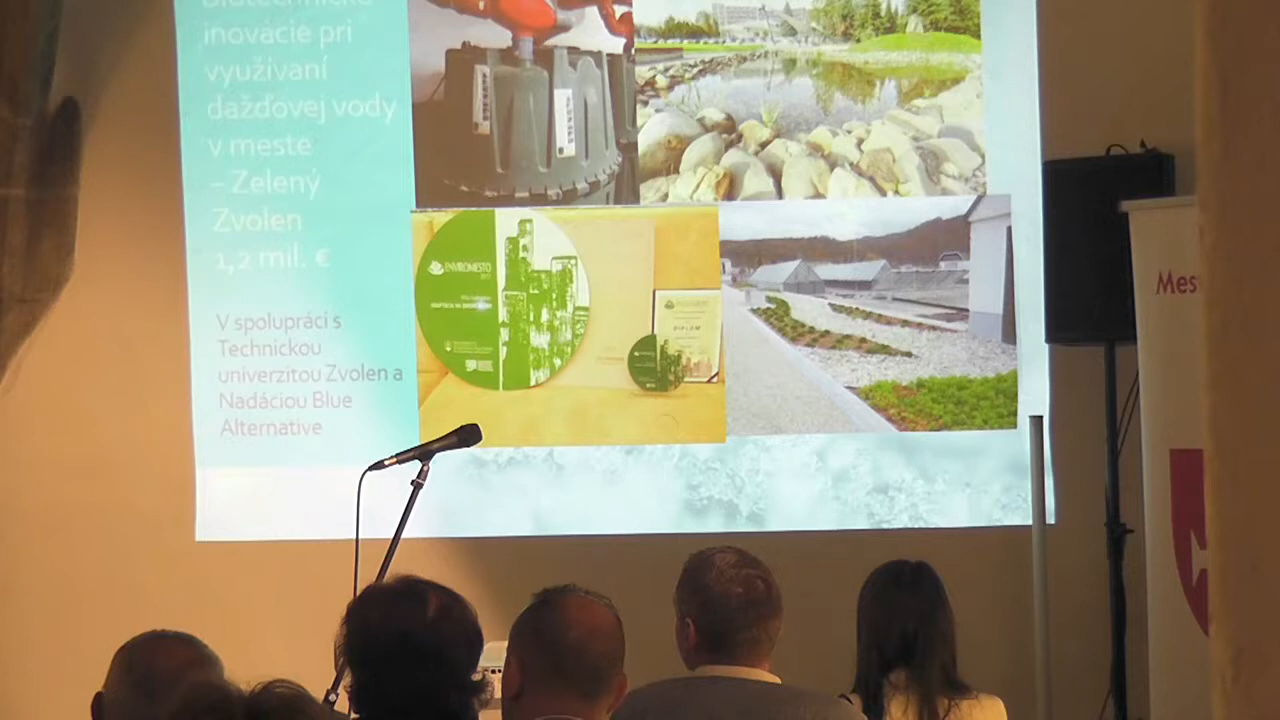 inovácie pri
využívaní
dažďovej vody
v meste
– Zelený
Zvolen
1,2 mil. €
V spolupráci s
Technickou
univerzitou Zvolen a
Nadáciou Blue
Alternative
ENVIROMESTO
DIPLOM
Mes